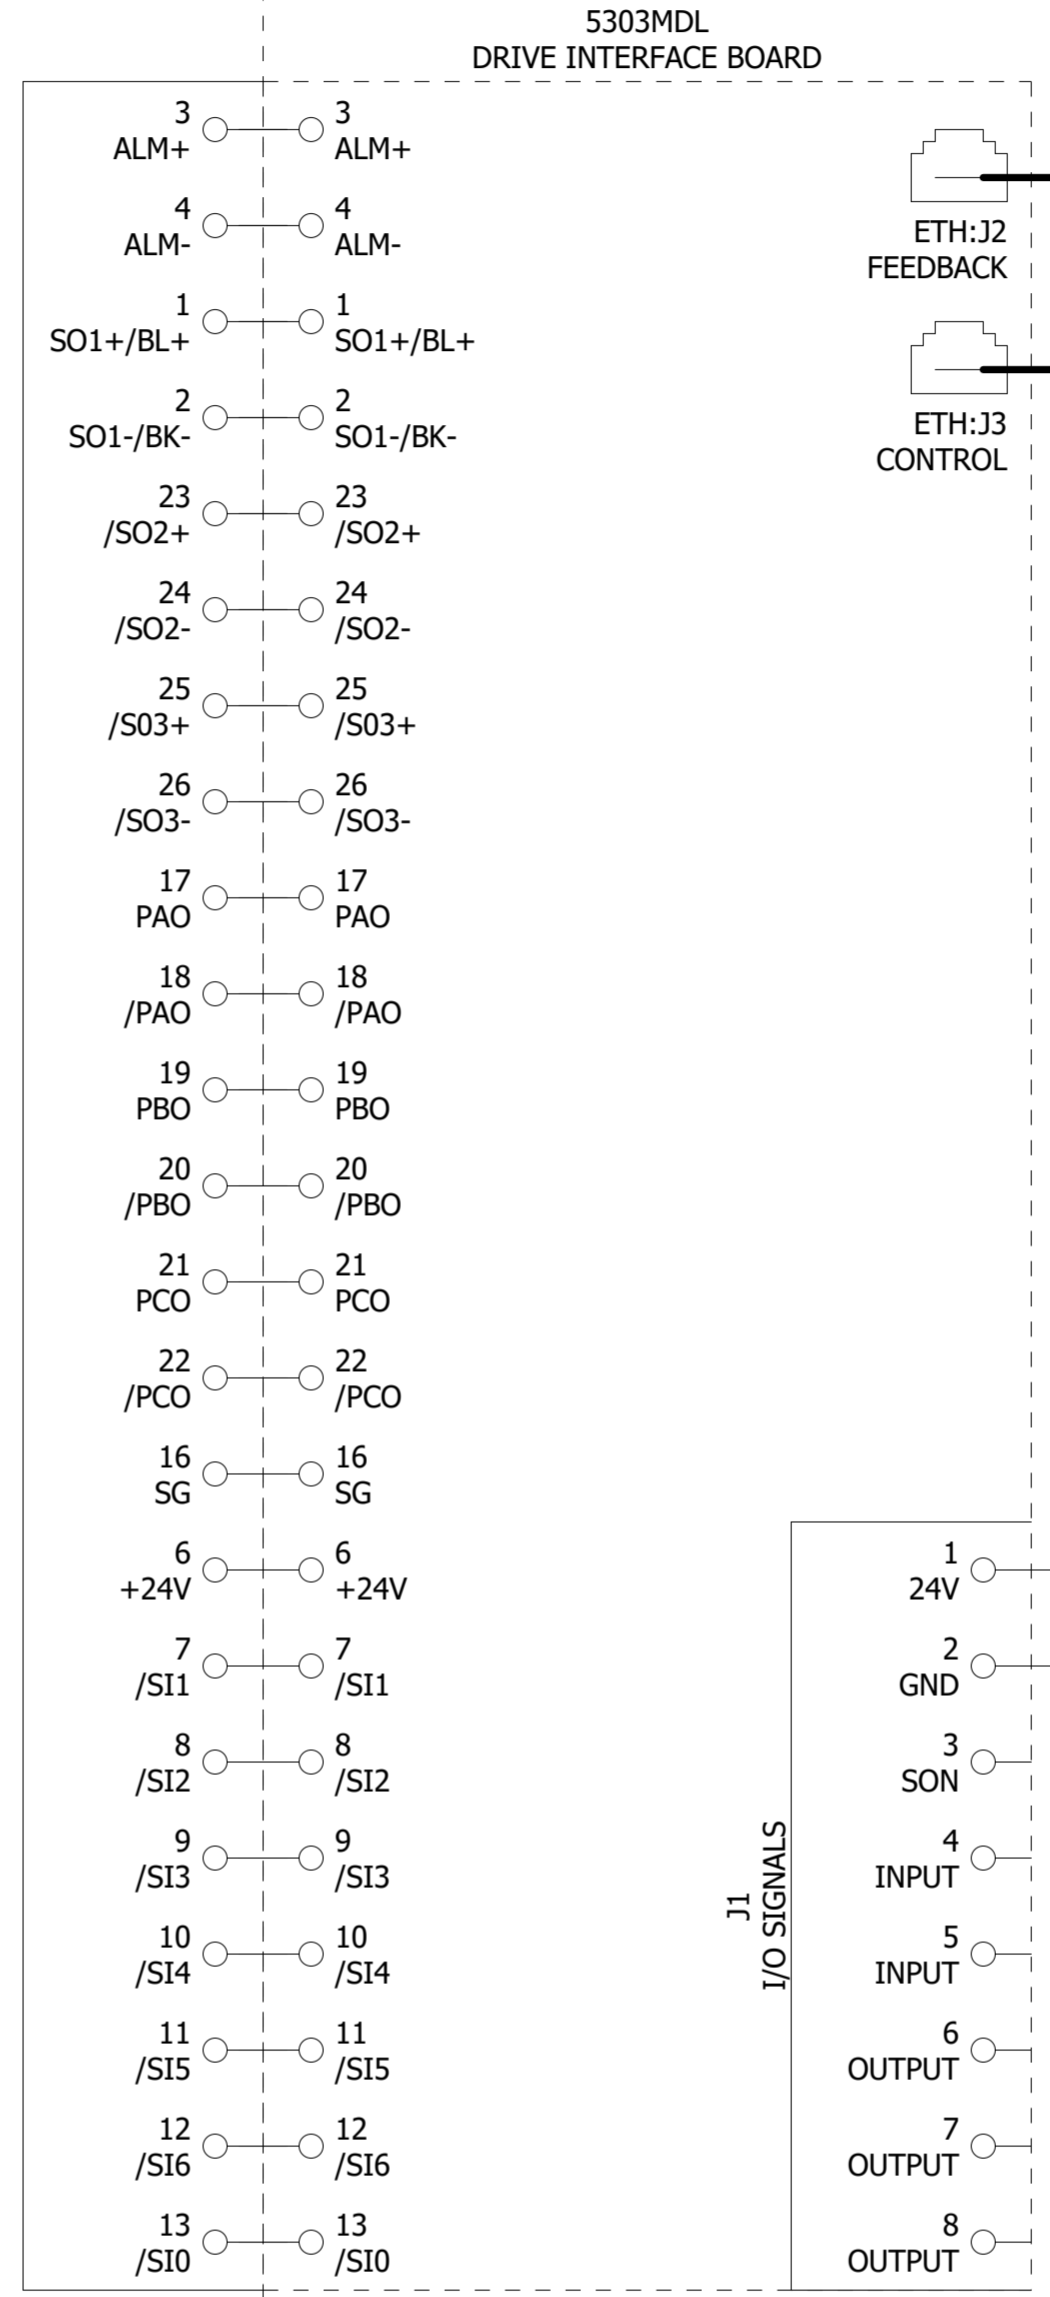 5303MDL
DRIVE INTERFACE BOARD
3
ALM+
3
ALM+
4
ALM-
4
ALM-
1
SO1+/BL+
1
SO1+/BL+
2
SO1-/BK-
2
SO1-/BK-
23
/SO2+
23
/SO2+
24
/SO2-
24
/SO2-
25
/S03+
25
/S03+
26
/SO3-
26
/SO3-
17
PAO
17
PAO
18
/PAO
18
/PAO
19
PBO
19
PBO
20
/PBO
20
/PBO
21
PCO
21
PCO
22
/PCO
22
/PCO
16
SG
16
SG
6
+24V
6
+24V
7
/SI1
7
/SI1
8
/SI2
8
/SI2
9
/SI3
9
/SI3
10
/SI4
10
/SI4
11
/SI5
11
/SI5
12
/SI6
12
/SI6
13
/SI0
13
/SI0
ETH:J2
FEEDBACK
ETH:J3
CONTROL
J1
I/O SIGNALS
1
24V
2
GND
3
SON
4
INPUT
5
INPUT
6
OUTPUT
7
OUTPUT
8
OUTPUT